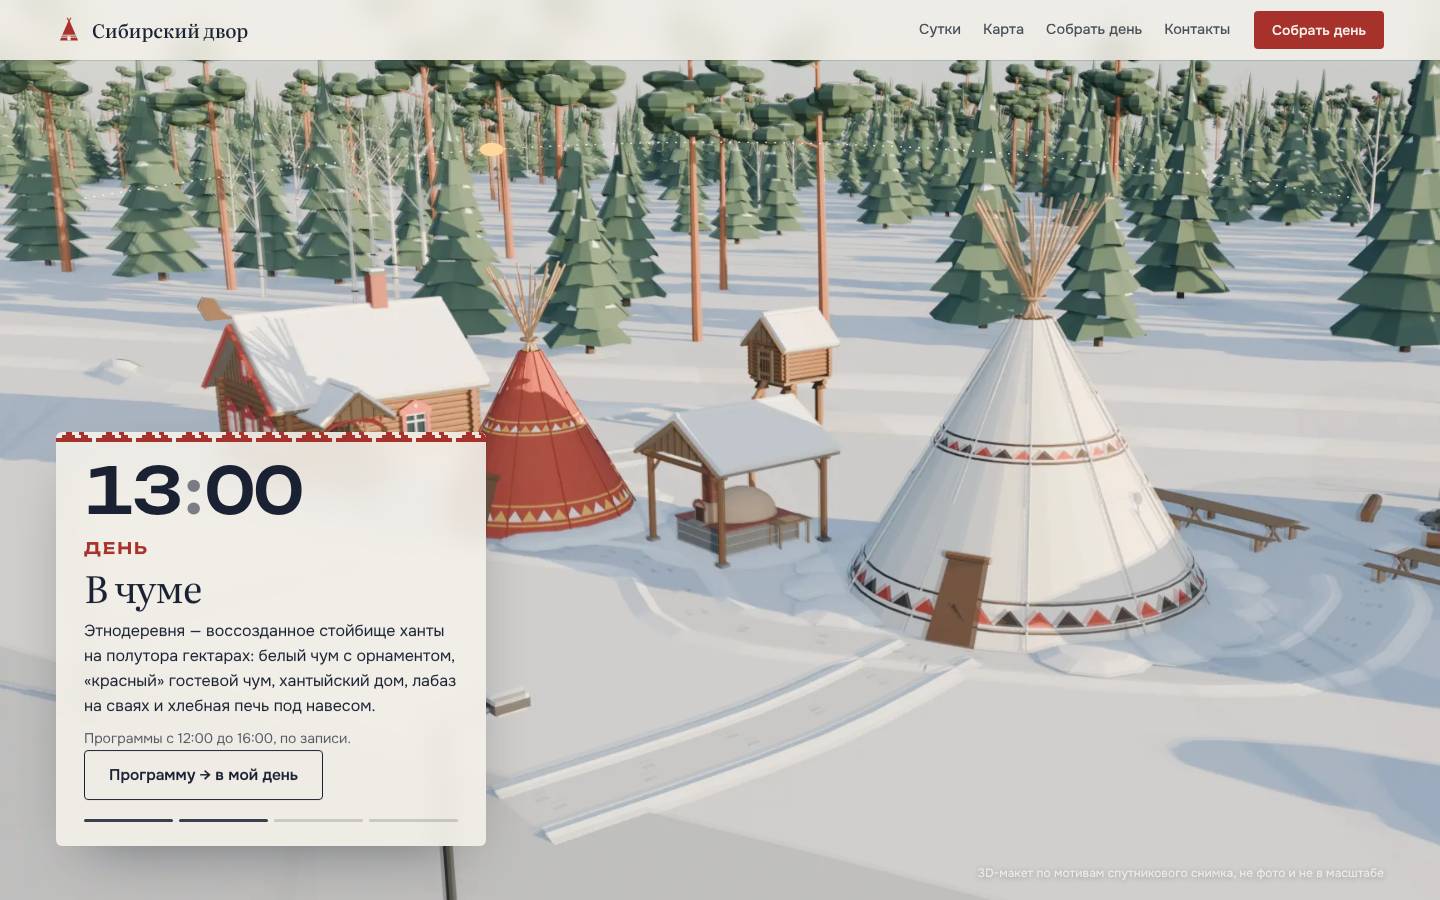 Сибирский двор
Сутки
Карта
Собрать день
Контакты
Собрать день
13:00
ДЕНЬ
В чуме
Этнодеревня — воссозданное стойбище ханты
на полутора гектарах: белый чум с орнаментом,
«красный» гостевой чум, хантыйский дом, лабаз
на сваях и хлебная печь под навесом.
Программы с 12:00 до 16:00, по записи.
Программу → в мой день
3D-макет по мотивам спутникового снимка, не фото и не в масштабе